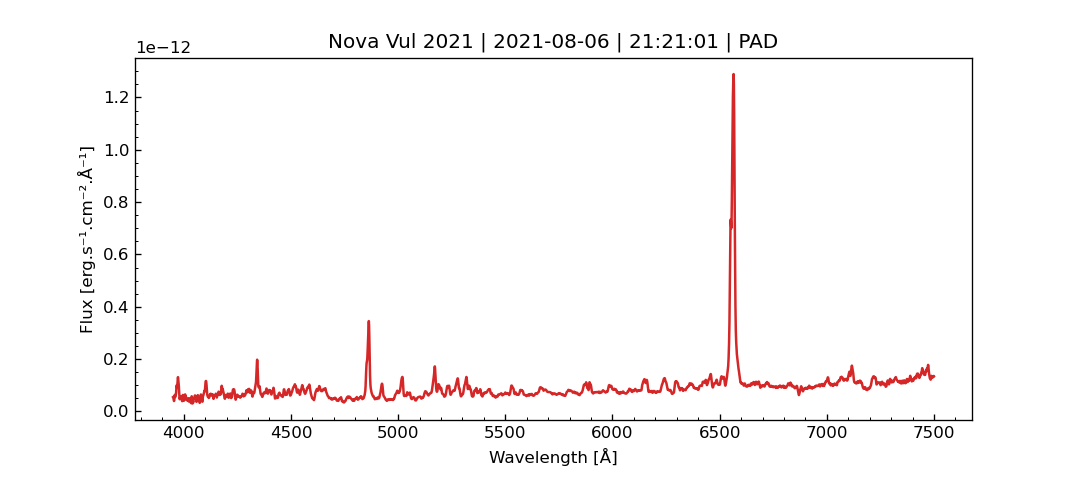 Nova Vul 2021 | 2021-08-06 | 21:21:01 | PAD
1e−12
1.2
1.0
0.8
0.6
0.4
0.2
0.0
Flux [erg.s⁻¹.cm⁻².Å⁻¹]
4000 4500 5000 5500 6000 6500 7000 7500
Wavelength [Å]